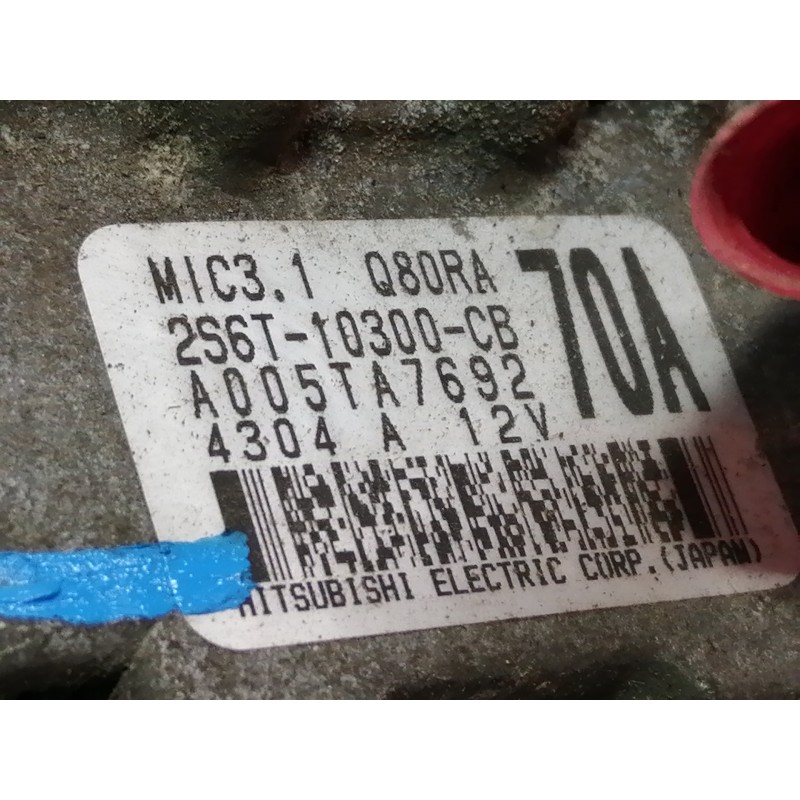 MIC3.1 Q80RA 70A
2S6T-10300-CB
A005TA7692
4304 A 12V
MITSUBISHI ELECTRIC CORP.(JAPAN)